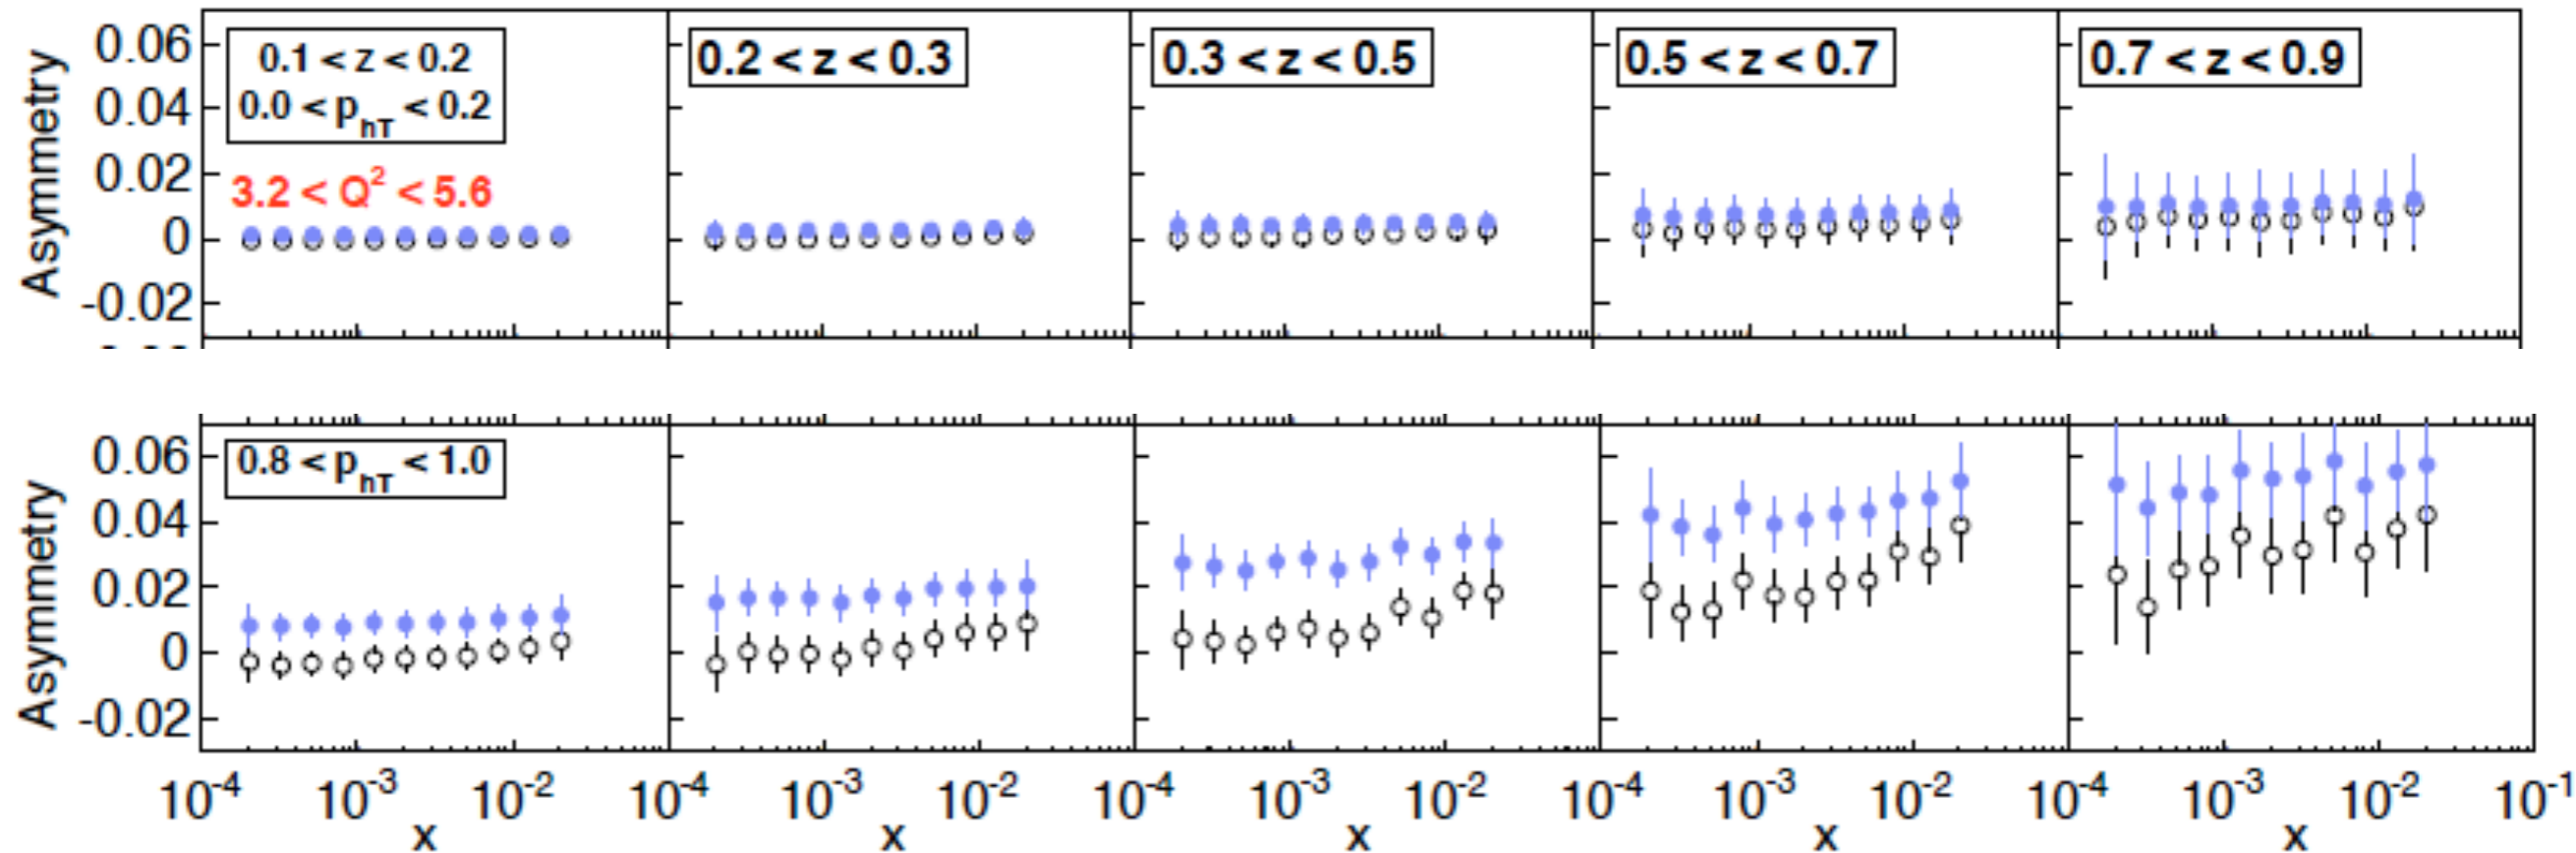 Asymmetry
0.06
0.04
0.02
0
-0.02
0.1 < z < 0.2
0.0 < p_hT < 0.2
3.2 < Q² < 5.6
0.2 < z < 0.3
0.3 < z < 0.5
0.5 < z < 0.7
0.7 < z < 0.9
Asymmetry
0.06
0.04
0.02
0
-0.02
0.8 < p_hT < 1.0
10⁻⁴ 10⁻³ 10⁻² 10⁻⁴ 10⁻³ 10⁻² 10⁻⁴ 10⁻³ 10⁻² 10⁻⁴ 10⁻³ 10⁻² 10⁻⁴ 10⁻³ 10⁻² 10⁻¹
x x x x x